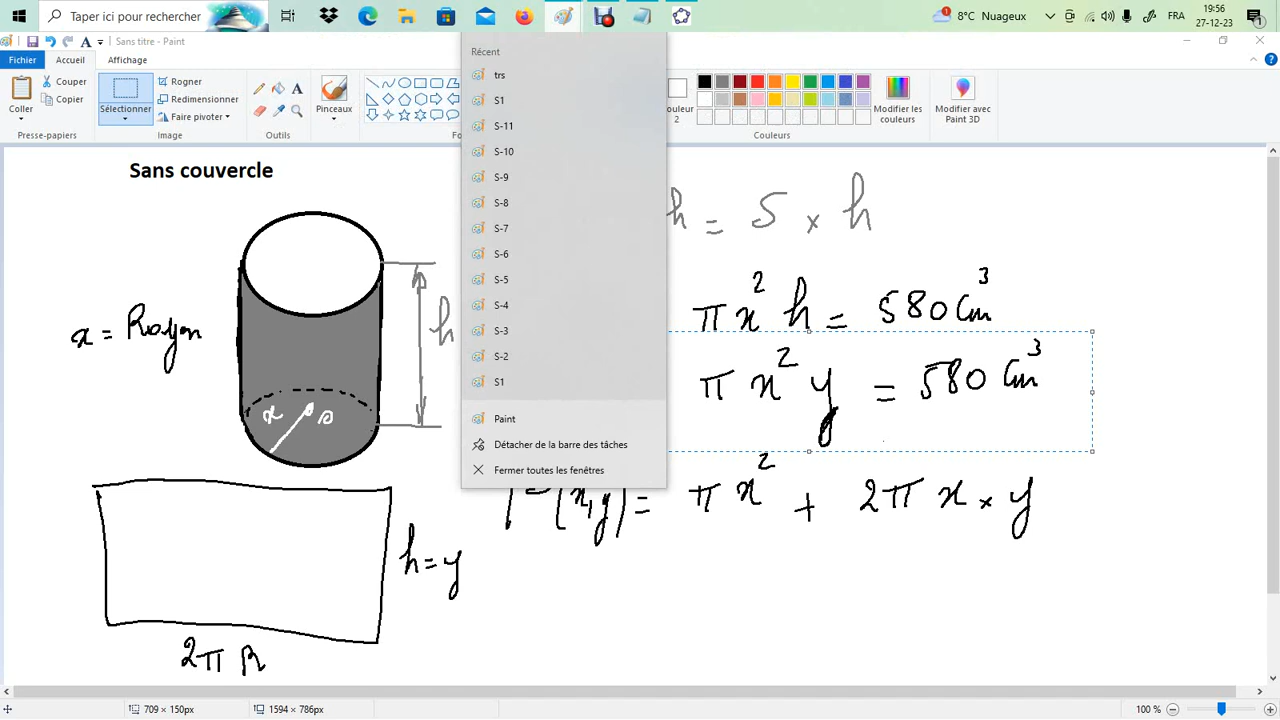 Taper ici pour rechercher
8°C Nuageux
FRA
19:56
27-12-23
1
Sans titre - Paint
Fichier
Accueil
Affichage
Coller
Couper
Copier
Presse-papiers
Sélectionner
Rogner
Redimensionner
Faire pivoter
Image
Outils
Pinceaux
Couleur
2
Modifier les
couleurs
Couleurs
Modifier avec
Paint 3D
Récent
trs
S1
S-11
S-10
S-9
S-8
S-7
S-6
S-5
S-4
S-3
S-2
S1
Paint
Détacher de la barre des tâches
Fermer toutes les fenêtres
Sans couvercle
x = Rayon
h
x
h = y
2π R
h = S × h
π x² h = 580 Cm³
π x² y = 580 Cm³
(x, y) = π x² + 2π x × y
709 × 150px
1594 × 786px
100 %